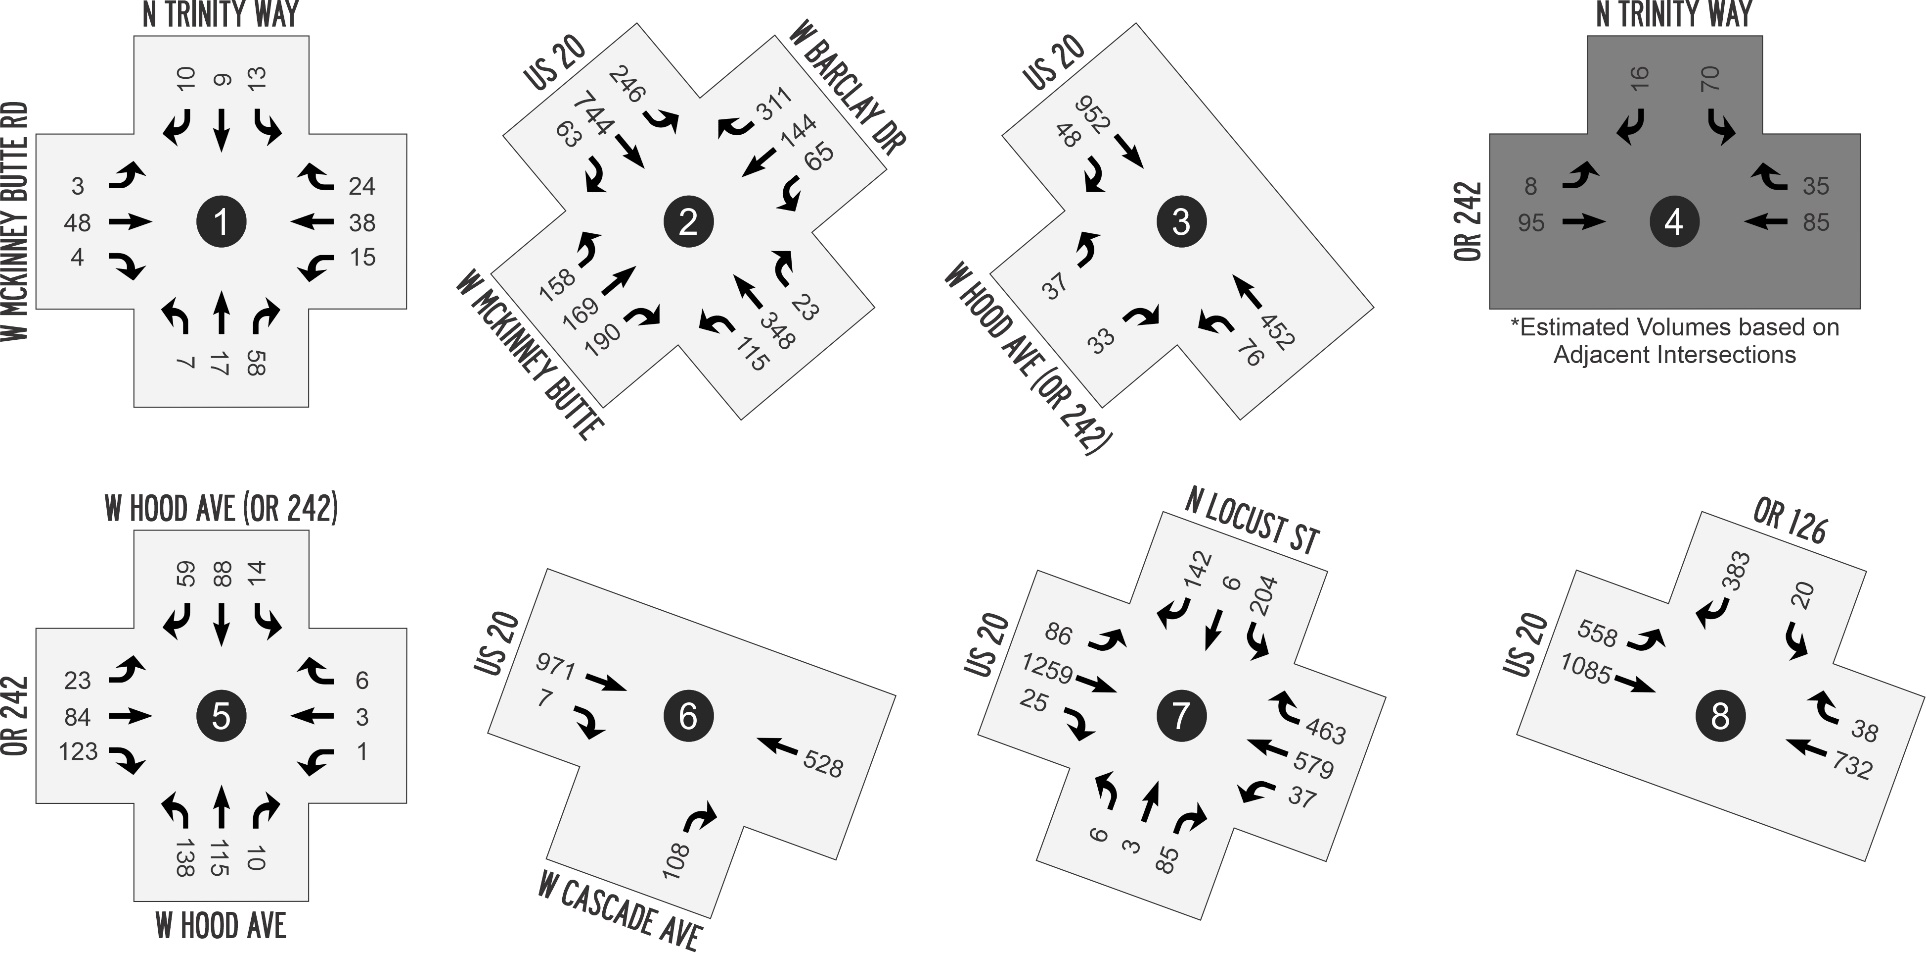 N TRINITY WAY
W MCKINNEY BUTTE RD
10 9 13
3
48
4
24
38
15
7 17 58
1
US 20
W BARCLAY DR
W MCKINNEY BUTTE
246
744
63
311
144
65
158
169
190
23
348
115
2
US 20
W HOOD AVE (OR 242)
952
48
37
33
452
76
3
N TRINITY WAY
OR 242
16 70
8
95
35
85
4
*Estimated Volumes based on
Adjacent Intersections
W HOOD AVE (OR 242)
OR 242
59 88 14
23
84
123
6
3
1
138 115 10
5
W HOOD AVE
US 20
971
7
528
108
6
W CASCADE AVE
N LOCUST ST
US 20
142 6 204
86
1259
25
463
579
37
6 3 85
7
OR 126
US 20
383 20
558
1085
38
732
8